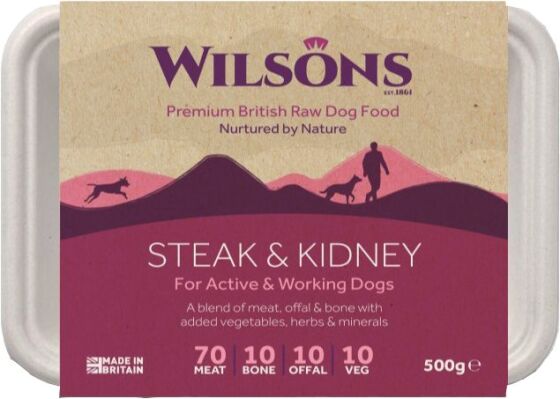 WILSONS
EST. 1861
Premium British Raw Dog Food
Nurtured by Nature
STEAK & KIDNEY
For Active & Working Dogs
A blend of meat, offal & bone with
added vegetables, herbs & minerals
MADE IN
BRITAIN
70 MEAT
10 BONE
10 OFFAL
10 VEG
500g ℮